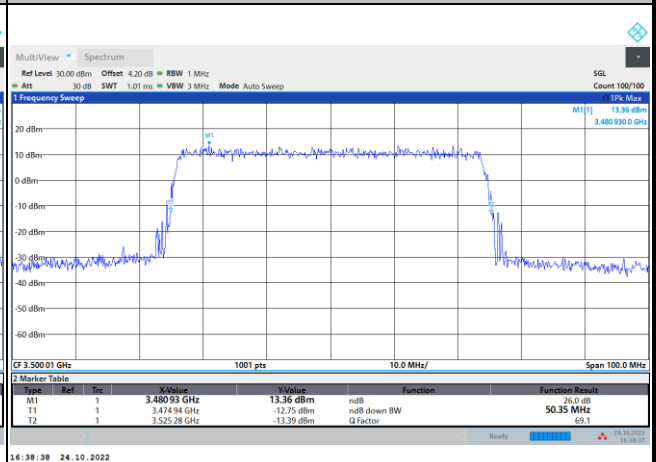 MultiView Spectrum
Ref Level 30.00 dBm Offset 4.20 dB RBW 1 MHz SGL
Att 30 dB SWT 1.01 ms VBW 3 MHz Mode Auto Sweep Count 100/100
1 Frequency Sweep 1Pk Max
M1[1] 13.36 dBm
3.480 930 0 GHz
20 dBm
M1
10 dBm
0 dBm
-10 dBm
-20 dBm
-30 dBm
-40 dBm
-50 dBm
-60 dBm
CF 3.500 01 GHz 1001 pts 10.0 MHz/ Span 100.0 MHz
2 Marker Table
Type Ref Trc X-Value Y-Value Function Function Result
M1 1 3.480 93 GHz 13.36 dBm ndB 26.0 dB
T1 1 3.474 94 GHz -12.75 dBm ndB down BW 50.35 MHz
T2 1 3.525 28 GHz -13.39 dBm Q Factor 69.1
Ready 24.10.2022
16:38:37
16:38:38 24.10.2022